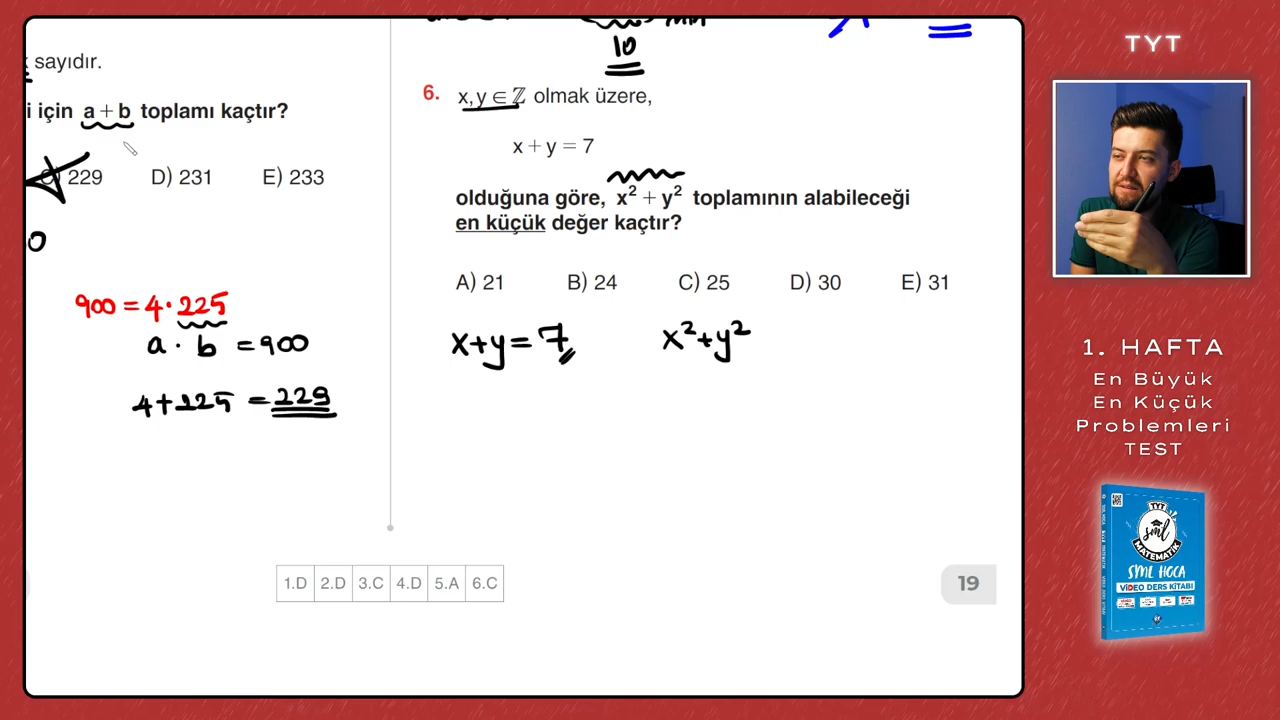 sayıdır.
i için a + b toplamı kaçtır?
C) 229 D) 231 E) 233
0
900 = 4 · 225
a · b = 900
4 + 225 = 229
10
6. x, y ∈ ℤ olmak üzere,
x + y = 7
olduğuna göre, x² + y² toplamının alabileceği
en küçük değer kaçtır?
A) 21 B) 24 C) 25 D) 30 E) 31
x+y=7 x²+y²
1.D 2.D 3.C 4.D 5.A 6.C
19
TYT
1. HAFTA
En Büyük
En Küçük
Problemleri
TEST
TYT
sml
MATEMATİK
SML HOCA
VİDEO DERS KİTABI